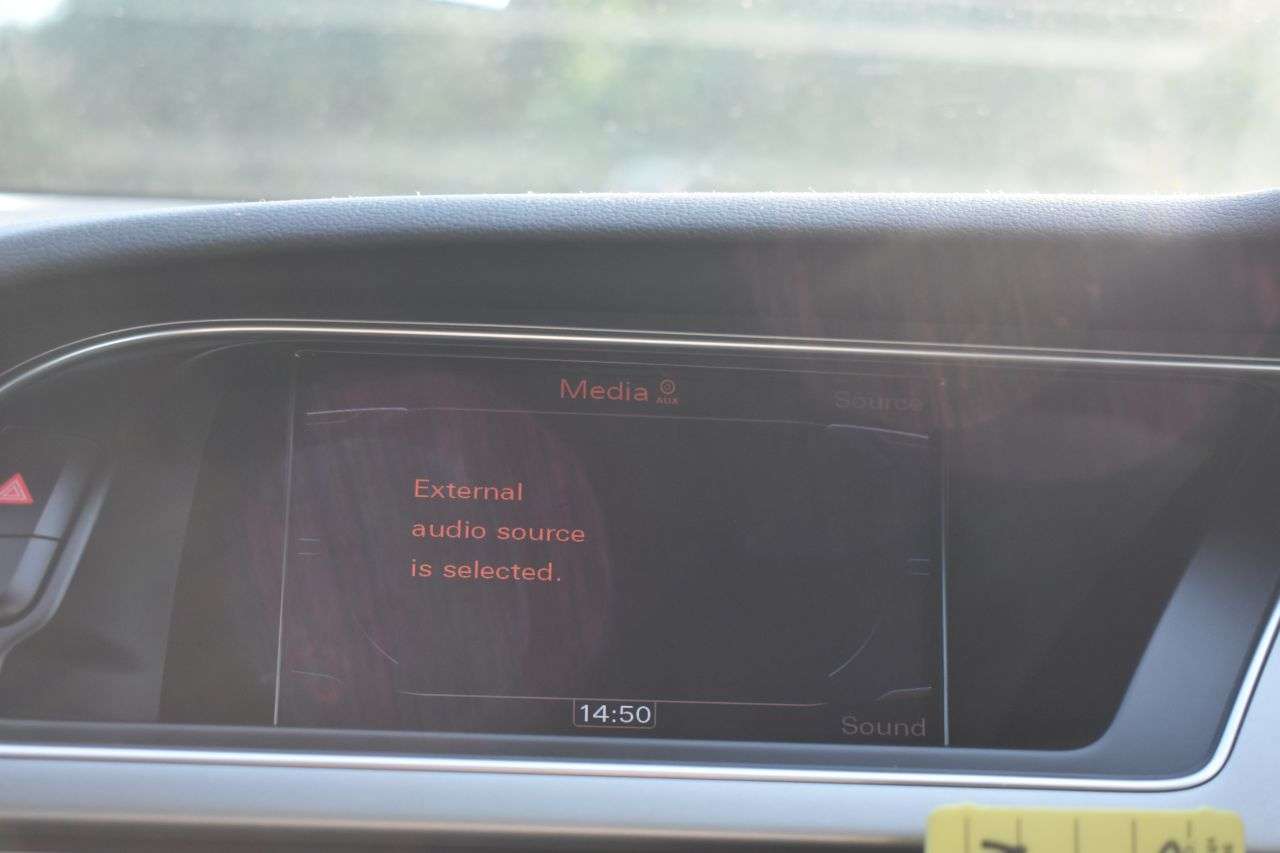 Media AUX
Source
External
audio source
is selected.
14:50
Sound